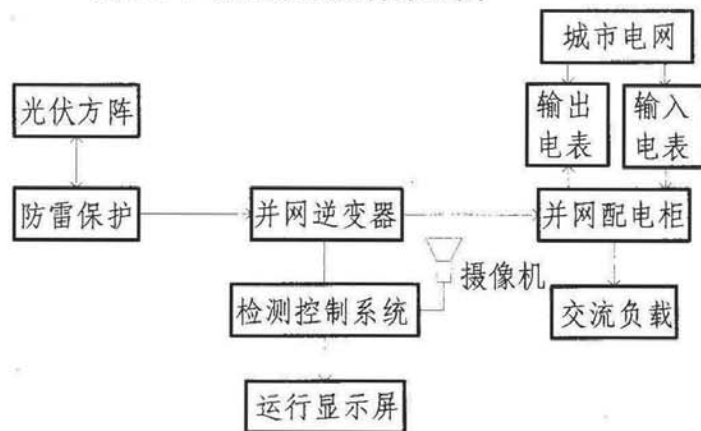 城市电网
光伏方阵
输出
电表
输入
电表
防雷保护
并网逆变器
并网配电柜
摄像机
检测控制系统
交流负载
运行显示屏